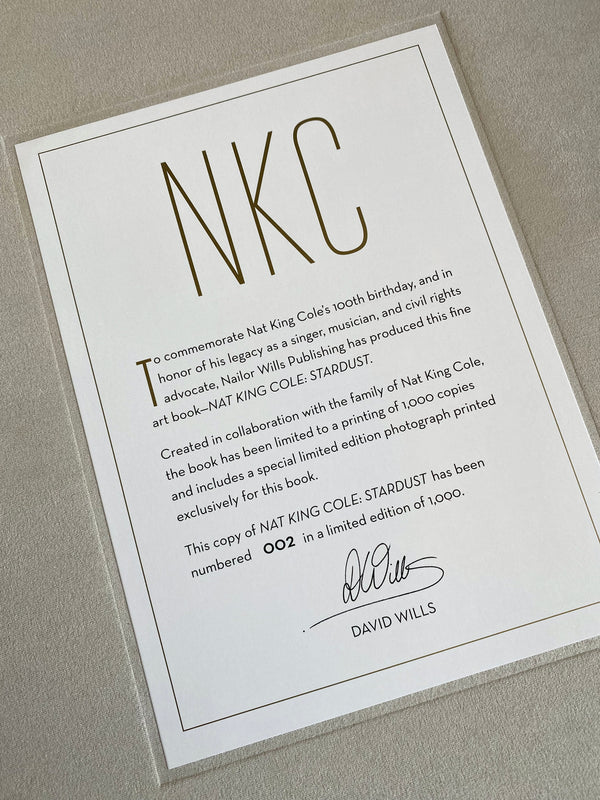 NKC
To commemorate Nat King Cole's 100th birthday, and in
honor of his legacy as a singer, musician, and civil rights
advocate, Nailor Wills Publishing has produced this fine
art book—NAT KING COLE: STARDUST.
Created in collaboration with the family of Nat King Cole,
the book has been limited to a printing of 1,000 copies
and includes a special limited edition photograph printed
exclusively for this book.
This copy of NAT KING COLE: STARDUST has been
numbered 002 in a limited edition of 1,000.
D Wills
DAVID WILLS